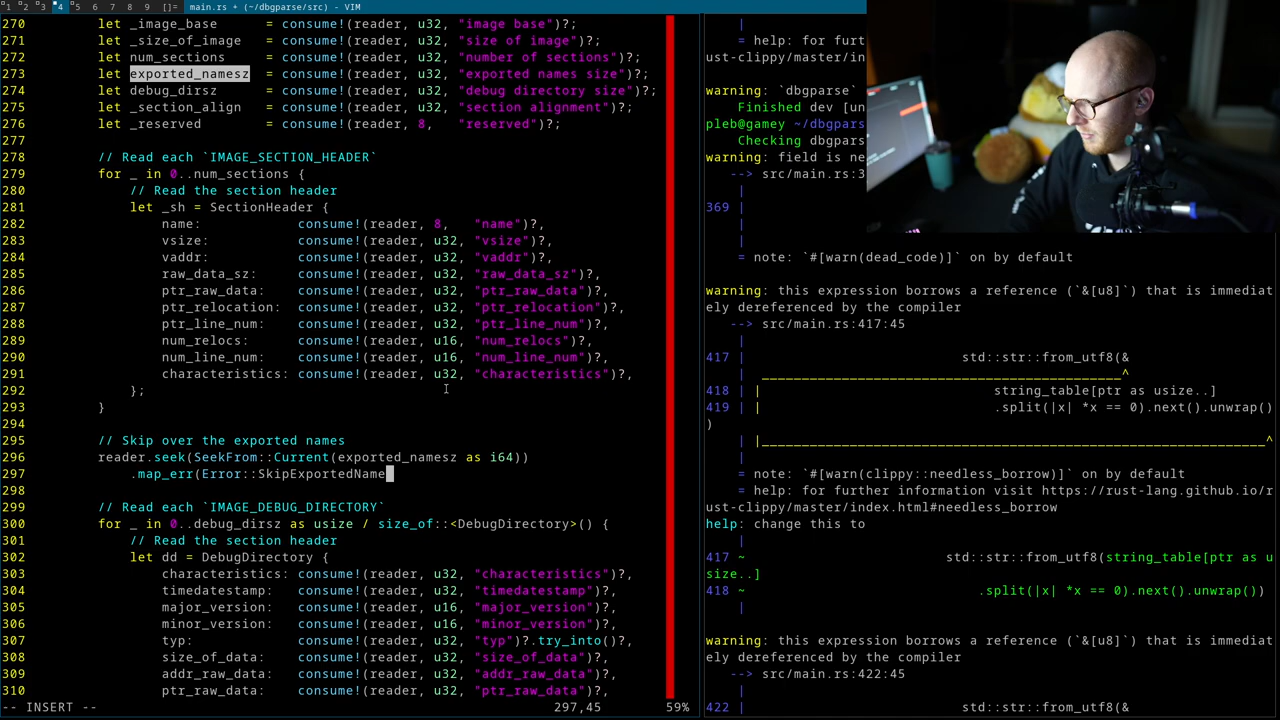 1 2 3 4 5 6 7 8 9 []= main.rs + (~/dbgparse/src) - VIM
270 let _image_base = consume!(reader, u32, "image base")?;
271 let _size_of_image = consume!(reader, u32, "size of image")?;
272 let num_sections = consume!(reader, u32, "number of sections")?;
273 let exported_namesz = consume!(reader, u32, "exported names size")?;
274 let debug_dirsz = consume!(reader, u32, "debug directory size")?;
275 let _section_align = consume!(reader, u32, "section alignment")?;
276 let _reserved = consume!(reader, 8, "reserved")?;
277
278 // Read each `IMAGE_SECTION_HEADER`
279 for _ in 0..num_sections {
280 // Read the section header
281 let _sh = SectionHeader {
282 name: consume!(reader, 8, "name")?,
283 vsize: consume!(reader, u32, "vsize")?,
284 vaddr: consume!(reader, u32, "vaddr")?,
285 raw_data_sz: consume!(reader, u32, "raw_data_sz")?,
286 ptr_raw_data: consume!(reader, u32, "ptr_raw_data")?,
287 ptr_relocation: consume!(reader, u32, "ptr_relocation")?,
288 ptr_line_num: consume!(reader, u32, "ptr_line_num")?,
289 num_relocs: consume!(reader, u16, "num_relocs")?,
290 num_line_num: consume!(reader, u16, "num_line_num")?,
291 characteristics: consume!(reader, u32, "characteristics")?,
292 };
293 }
294
295 // Skip over the exported names
296 reader.seek(SeekFrom::Current(exported_namesz as i64))
297 .map_err(Error::SkipExportedName
298
299 // Read each `IMAGE_DEBUG_DIRECTORY`
300 for _ in 0..debug_dirsz as usize / size_of::<DebugDirectory>() {
301 // Read the section header
302 let dd = DebugDirectory {
303 characteristics: consume!(reader, u32, "characteristics")?,
304 timedatestamp: consume!(reader, u32, "timedatestamp")?,
305 major_version: consume!(reader, u16, "major_version")?,
306 minor_version: consume!(reader, u16, "minor_version")?,
307 typ: consume!(reader, u32, "typ")?.try_into()?,
308 size_of_data: consume!(reader, u32, "size_of_data")?,
309 addr_raw_data: consume!(reader, u32, "addr_raw_data")?,
310 ptr_raw_data: consume!(reader, u32, "ptr_raw_data")?,
-- INSERT -- 297,45 59%
|
= help: for furt
ust-clippy/master/in
warning: `dbgparse`
Finished dev [un
pleb@gamey ~/dbgpars
Checking dbgpars
warning: field is ne
--> src/main.rs:3
|
369 |
|
|
= note: `#[warn(dead_code)]` on by default
warning: this expression borrows a reference (`&[u8]`) that is immediat
ely dereferenced by the compiler
--> src/main.rs:417:45
|
417 | std::str::from_utf8(&
| _____________________________________________^
418 | | string_table[ptr as usize..]
419 | | .split(|x| *x == 0).next().unwrap()
)
| |_______________________________________________________________^
|
= note: `#[warn(clippy::needless_borrow)]` on by default
= help: for further information visit https://rust-lang.github.io/r
ust-clippy/master/index.html#needless_borrow
help: change this to
|
417 ~ std::str::from_utf8(string_table[ptr as u
size..]
418 ~ .split(|x| *x == 0).next().unwrap())
|
warning: this expression borrows a reference (`&[u8]`) that is immediat
ely dereferenced by the compiler
--> src/main.rs:422:45
|
422 | std::str::from_utf8(&